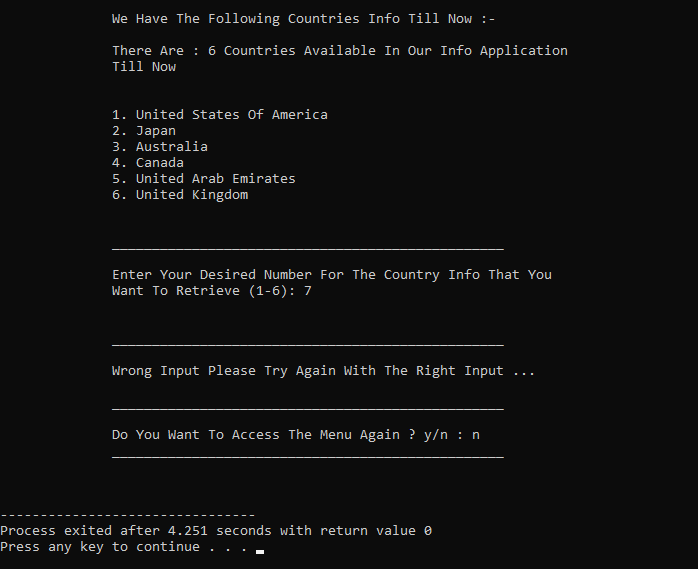 We Have The Following Countries Info Till Now :-
There Are : 6 Countries Available In Our Info Application
Till Now
1. United States Of America
2. Japan
3. Australia
4. Canada
5. United Arab Emirates
6. United Kingdom
_________________________________________________
Enter Your Desired Number For The Country Info That You
Want To Retrieve (1-6): 7
_________________________________________________
Wrong Input Please Try Again With The Right Input ...
_________________________________________________
Do You Want To Access The Menu Again ? y/n : n
_________________________________________________
--------------------------------
Process exited after 4.251 seconds with return value 0
Press any key to continue . . .